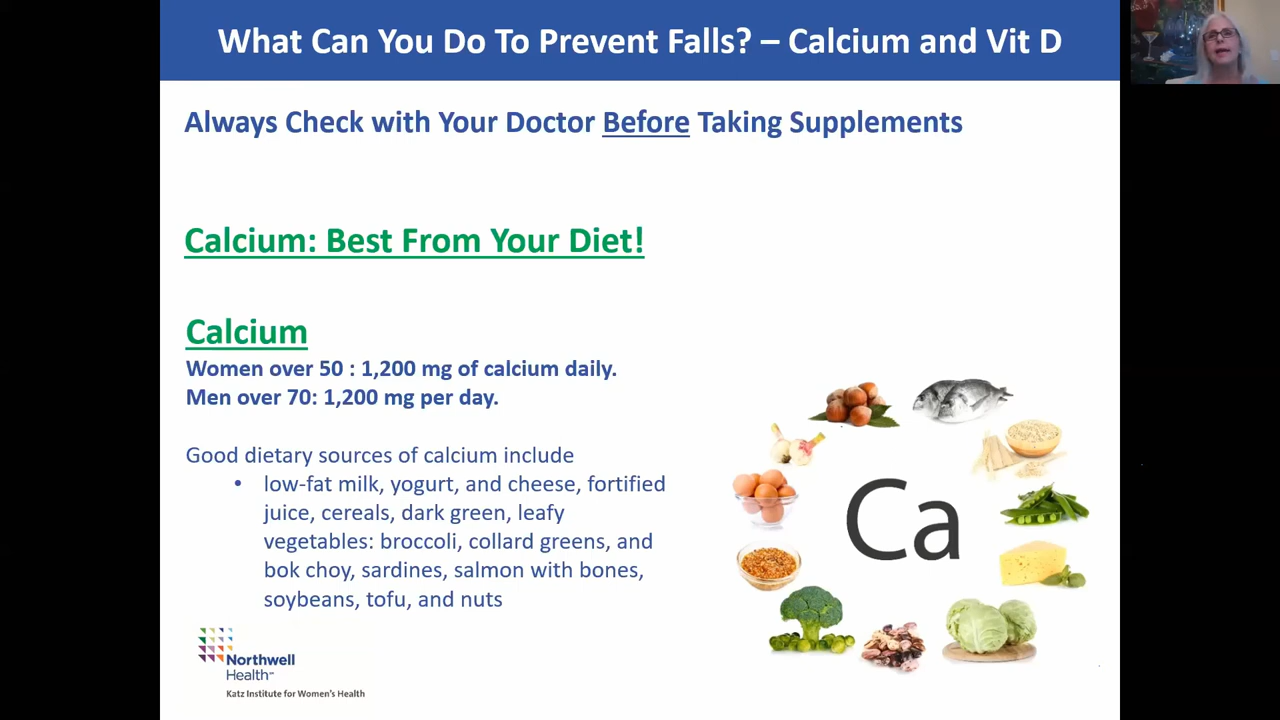 What Can You Do To Prevent Falls? – Calcium and Vit D
Always Check with Your Doctor Before Taking Supplements
Calcium: Best From Your Diet!
Calcium
Women over 50 : 1,200 mg of calcium daily.
Men over 70: 1,200 mg per day.
Good dietary sources of calcium include
• low-fat milk, yogurt, and cheese, fortified
juice, cereals, dark green, leafy
vegetables: broccoli, collard greens, and
bok choy, sardines, salmon with bones,
soybeans, tofu, and nuts
Ca
Northwell
Health℠
Katz Institute for Women's Health